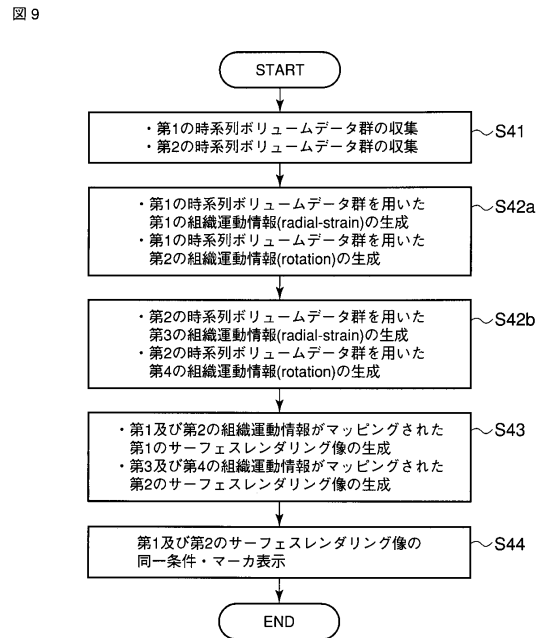 図9
START
・第1の時系列ボリュームデータ群の収集
・第2の時系列ボリュームデータ群の収集
S41
・第1の時系列ボリュームデータ群を用いた
第1の組織運動情報(radial-strain)の生成
・第1の時系列ボリュームデータ群を用いた
第2の組織運動情報(rotation)の生成
S42a
・第2の時系列ボリュームデータ群を用いた
第3の組織運動情報(radial-strain)の生成
・第2の時系列ボリュームデータ群を用いた
第4の組織運動情報(rotation)の生成
S42b
・第1及び第2の組織運動情報がマッピングされた
第1のサーフェスレンダリング像の生成
・第3及び第4の組織運動情報がマッピングされた
第2のサーフェスレンダリング像の生成
S43
第1及び第2のサーフェスレンダリング像の
同一条件・マーカ表示
S44
END